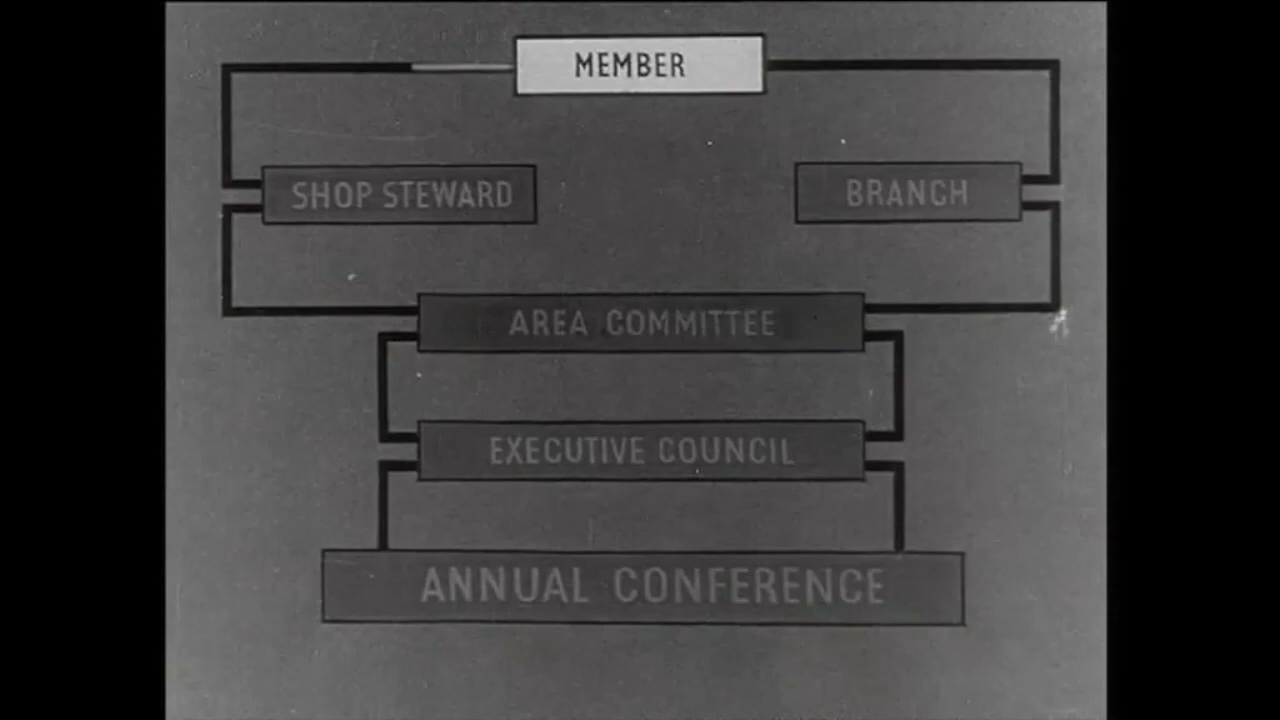 MEMBER
SHOP STEWARD
BRANCH
AREA COMMITTEE
EXECUTIVE COUNCIL
ANNUAL CONFERENCE